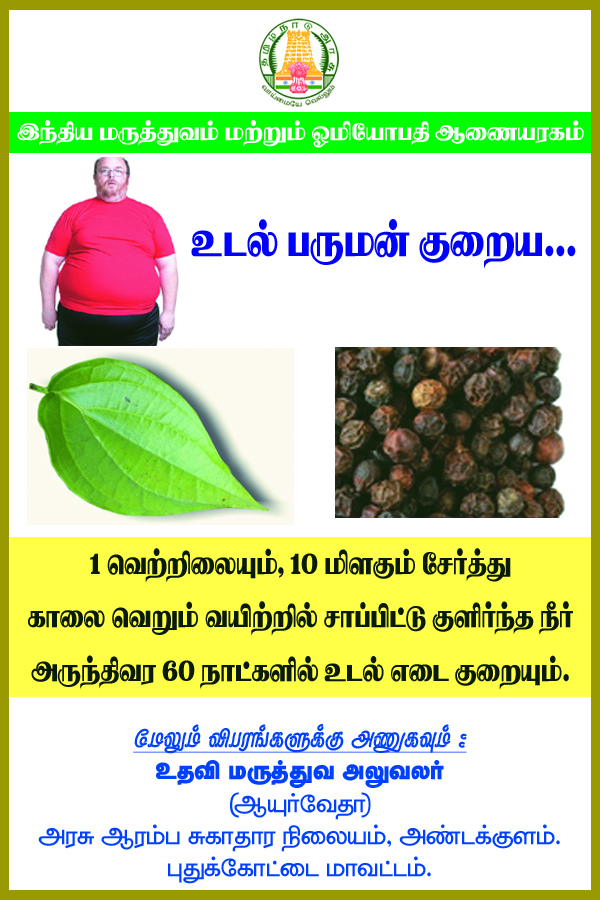 தமிழ்நாடு அரசு
வாய்மையே வெல்லும்
இந்திய மருத்துவம் மற்றும் ஓமியோபதி ஆணையரகம்
உடல் பருமன் குறைய...
1 வெற்றிலையும், 10 மிளகும் சேர்த்து
காலை வெறும் வயிற்றில் சாப்பிட்டு குளிர்ந்த நீர்
அருந்திவர 60 நாட்களில் உடல் எடை குறையும்.
மேலும் விபரங்களுக்கு அணுகவும் :
உதவி மருத்துவ அலுவலர்
(ஆயுர்வேதா)
அரசு ஆரம்ப சுகாதார நிலையம், அண்டக்குளம்.
புதுக்கோட்டை மாவட்டம்.